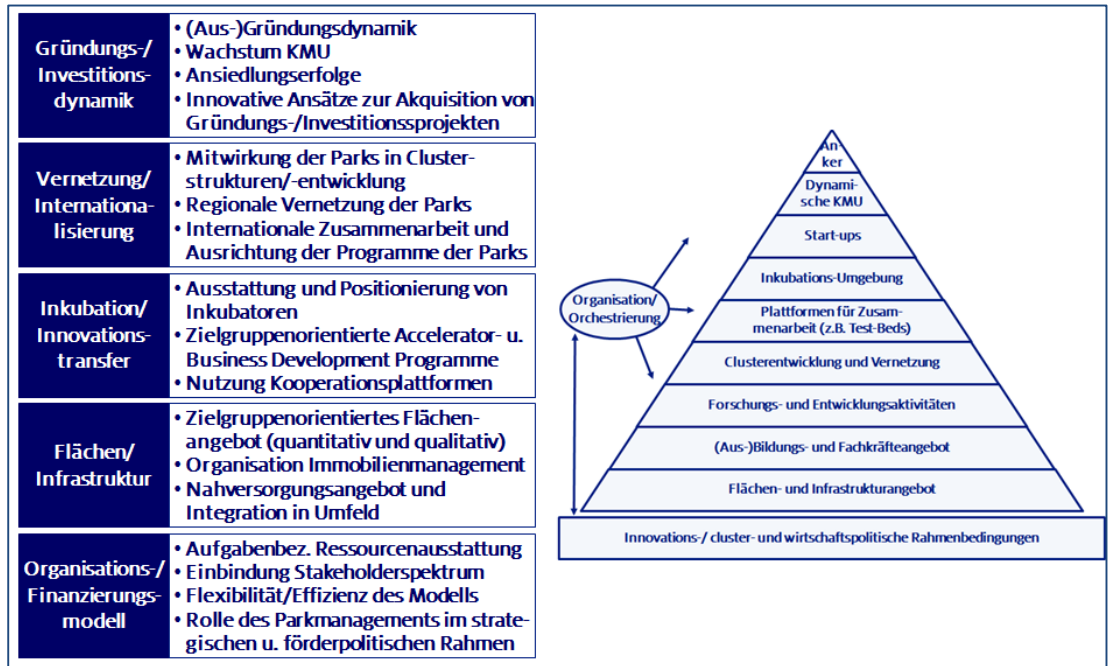 Gründungs-/
Investitions-
dynamik
• (Aus-)Gründungsdynamik
• Wachstum KMU
• Ansiedlungserfolge
• Innovative Ansätze zur Akquisition von
Gründungs-/Investitionssprojekten
Vernetzung/
Internationa-
lisierung
• Mitwirkung der Parks in Cluster-
strukturen/-entwicklung
• Regionale Vernetzung der Parks
• Internationale Zusammenarbeit und
Ausrichtung der Programme der Parks
Inkubation/
Innovations-
transfer
• Ausstattung und Positionierung von
Inkubatoren
• Zielgruppenorientierte Accelerator- u.
Business Development Programme
• Nutzung Kooperationsplattformen
Flächen/
Infrastruktur
• Zielgruppenorientiertes Flächen-
angebot (quantitativ und qualitativ)
• Organisation Immobilienmanagement
• Nahversorgungsangebot und
Integration in Umfeld
Organisations-/
Finanzierungs-
modell
• Aufgabenbez. Ressourcenausstattung
• Einbindung Stakeholderspektrum
• Flexibilität/Effizienz des Modells
• Rolle des Parkmanagements im strate-
gischen u. förderpolitischen Rahmen
Organisation/
Orchestrierung
An-
ker
Dynami-
sche KMU
Start-ups
Inkubations-Umgebung
Plattformen für Zusam-
menarbeit (z.B. Test-Beds)
Clusterentwicklung und Vernetzung
Forschungs- und Entwicklungsaktivitäten
(Aus-)Bildungs- und Fachkräfteangebot
Flächen- und Infrastrukturangebot
Innovations-/ cluster- und wirtschaftspolitische Rahmenbedingungen